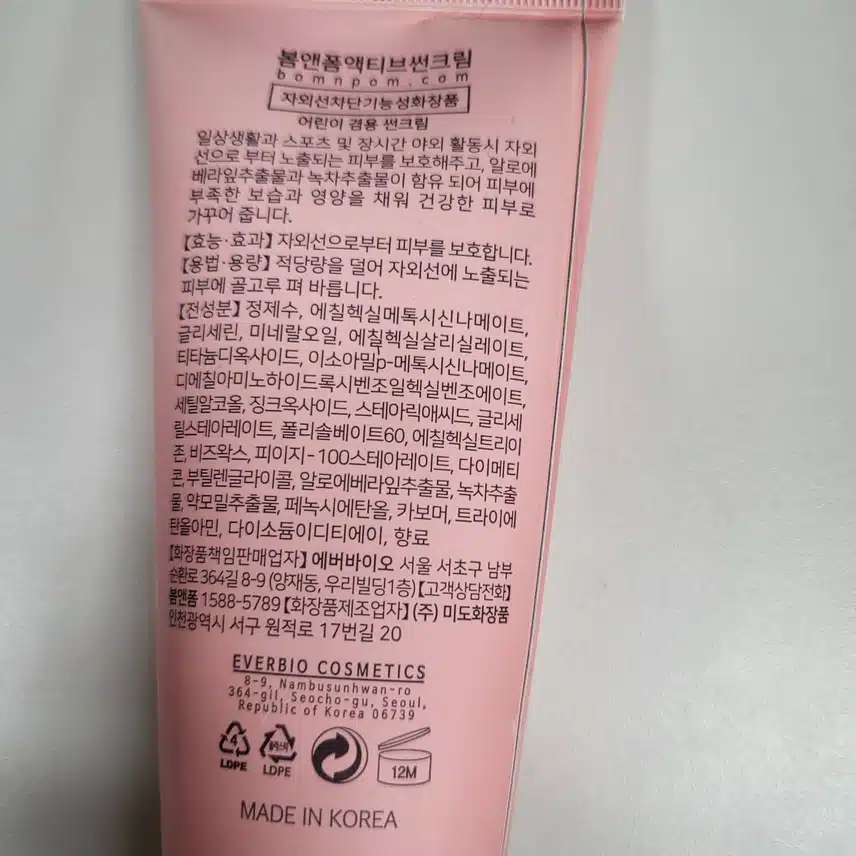 봄앤폼액티브썬크림
bomnpom.com
자외선차단기능성화장품
어린이 겸용 썬크림
일상생활과 스포츠 및 장시간 야외 활동시 자외
선으로 부터 노출되는 피부를 보호해주고, 알로에
베라잎추출물과 녹차추출물이 함유 되어 피부에
부족한 보습과 영양을 채워 건강한 피부로
가꾸어 줍니다.
【효능·효과】 자외선으로부터 피부를 보호합니다.
【용법·용량】 적당량을 덜어 자외선에 노출되는
피부에 골고루 펴 바릅니다.
【전성분】 정제수, 에칠헥실메톡시신나메이트,
글리세린, 미네랄오일, 에칠헥실살리실레이트,
티타늄디옥사이드, 이소아밀p-메톡시신나메이트,
디에칠아미노하이드록시벤조일헥실벤조에이트,
세틸알코올, 징크옥사이드, 스테아릭애씨드, 글리세
릴스테아레이트, 폴리솔베이트60, 에칠헥실트리이
존, 비즈왁스, 피이지-100스테아레이트, 다이메티
콘, 부틸렌글라이콜, 알로에베라잎추출물, 녹차추출
물, 약모밀추출물, 페녹시에탄올, 카보머, 트라이에
탄올아민, 다이소듐이디티에이, 향료
【화장품책임판매업자】 에버바이오 서울 서초구 남부
순환로 364길 8-9 (양재동, 우리빌딩1층)【고객상담전화】
봄앤폼 1588-5789【화장품제조업자】(주) 미도화장품
인천광역시 서구 원적로 17번길 20
EVERBIO COSMETICS
8-9, Nambusunhwan-ro
364-gil, Seocho-gu, Seoul,
Republic of Korea 06739
4 플라스틱 12M
LDPE LDPE
MADE IN KOREA